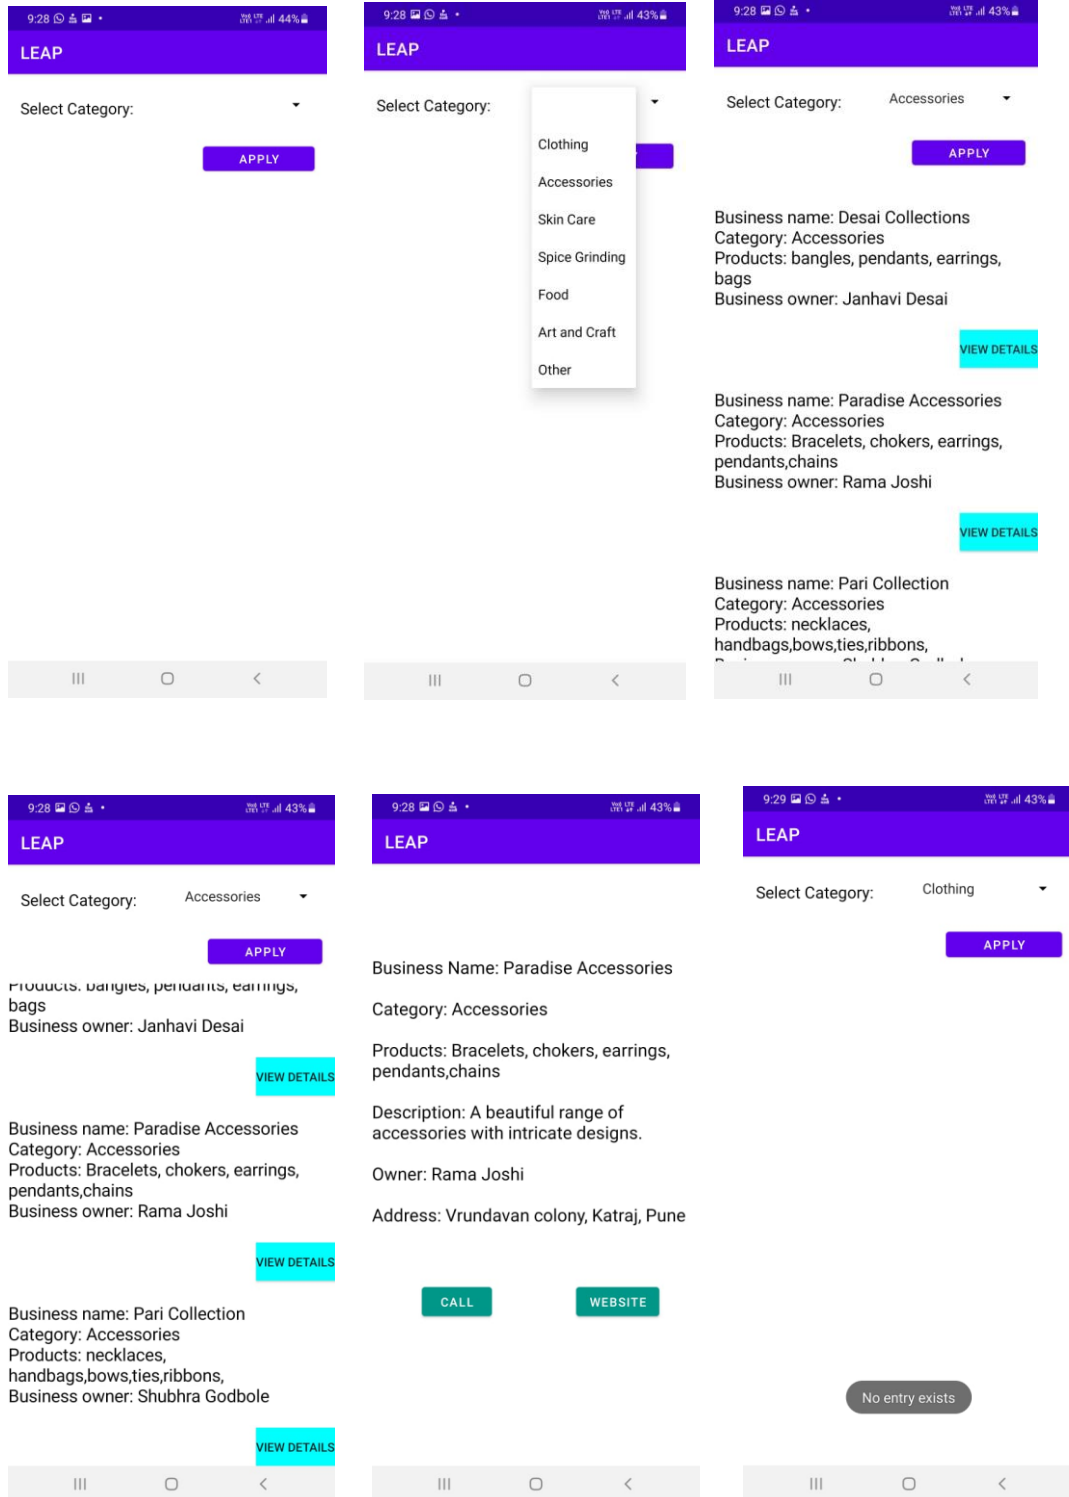 9:28
44%
LEAP
Select Category:
APPLY
9:28
43%
LEAP
Select Category:
Clothing
Accessories
Skin Care
Spice Grinding
Food
Art and Craft
Other
9:28
43%
LEAP
Select Category:
Accessories
APPLY
Business name: Desai Collections
Category: Accessories
Products: bangles, pendants, earrings,
bags
Business owner: Janhavi Desai
VIEW DETAILS
Business name: Paradise Accessories
Category: Accessories
Products: Bracelets, chokers, earrings,
pendants,chains
Business owner: Rama Joshi
VIEW DETAILS
Business name: Pari Collection
Category: Accessories
Products: necklaces,
handbags,bows,ties,ribbons,
9:28
43%
LEAP
Select Category:
Accessories
APPLY
Products: bangles, pendants, earrings,
bags
Business owner: Janhavi Desai
VIEW DETAILS
Business name: Paradise Accessories
Category: Accessories
Products: Bracelets, chokers, earrings,
pendants,chains
Business owner: Rama Joshi
VIEW DETAILS
Business name: Pari Collection
Category: Accessories
Products: necklaces,
handbags,bows,ties,ribbons,
Business owner: Shubhra Godbole
VIEW DETAILS
9:28
43%
LEAP
Business Name: Paradise Accessories
Category: Accessories
Products: Bracelets, chokers, earrings,
pendants,chains
Description: A beautiful range of
accessories with intricate designs.
Owner: Rama Joshi
Address: Vrundavan colony, Katraj, Pune
CALL
WEBSITE
9:29
43%
LEAP
Select Category:
Clothing
APPLY
No entry exists